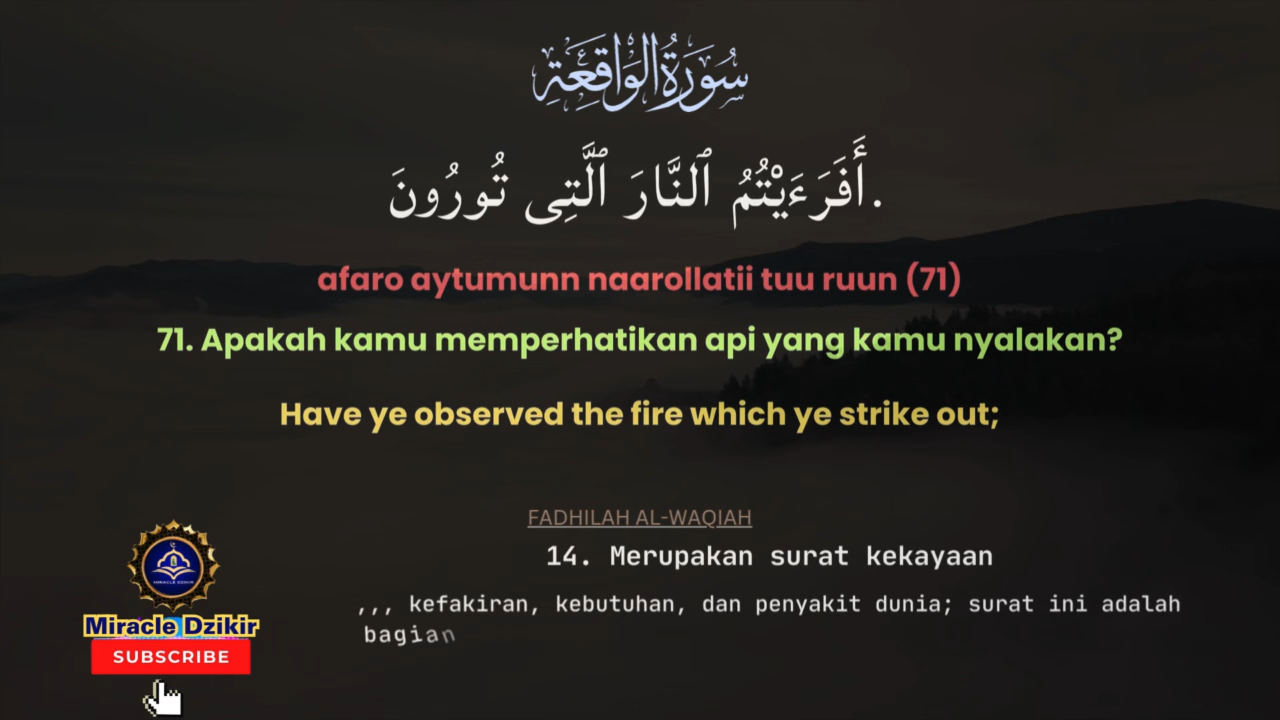 سُورَةُ الوَاقِعَةِ
أَفَرَءَيْتُمُ ٱلنَّارَ ٱلَّتِى تُورُونَ.
afaro aytumunn naarollatii tuu ruun (71)
71. Apakah kamu memperhatikan api yang kamu nyalakan?
Have ye observed the fire which ye strike out;
FADHILAH AL-WAQIAH
14. Merupakan surat kekayaan
,,, kefakiran, kebutuhan, dan penyakit dunia; surat ini adalah
bagian
MIRACLE DZIKIR
Miracle Dzikir
SUBSCRIBE